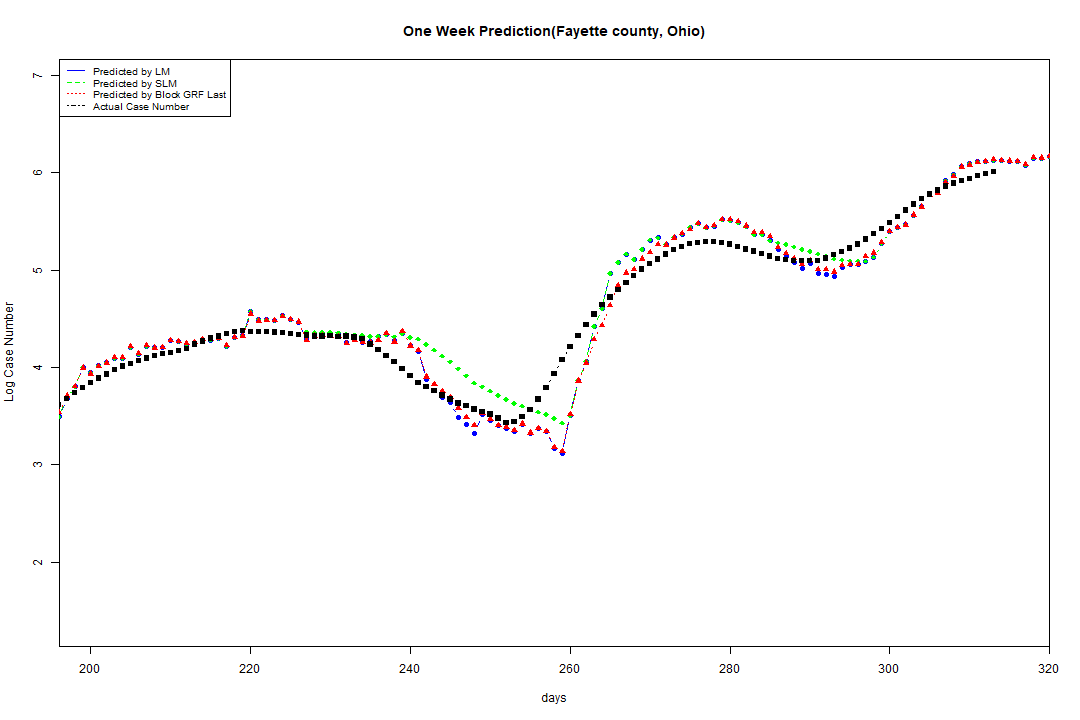 One Week Prediction(Fayette county, Ohio)
Predicted by LM
Predicted by SLM
Predicted by Block GRF Last
Actual Case Number
7
6
5
4
3
2
Log Case Number
200 220 240 260 280 300 320
days